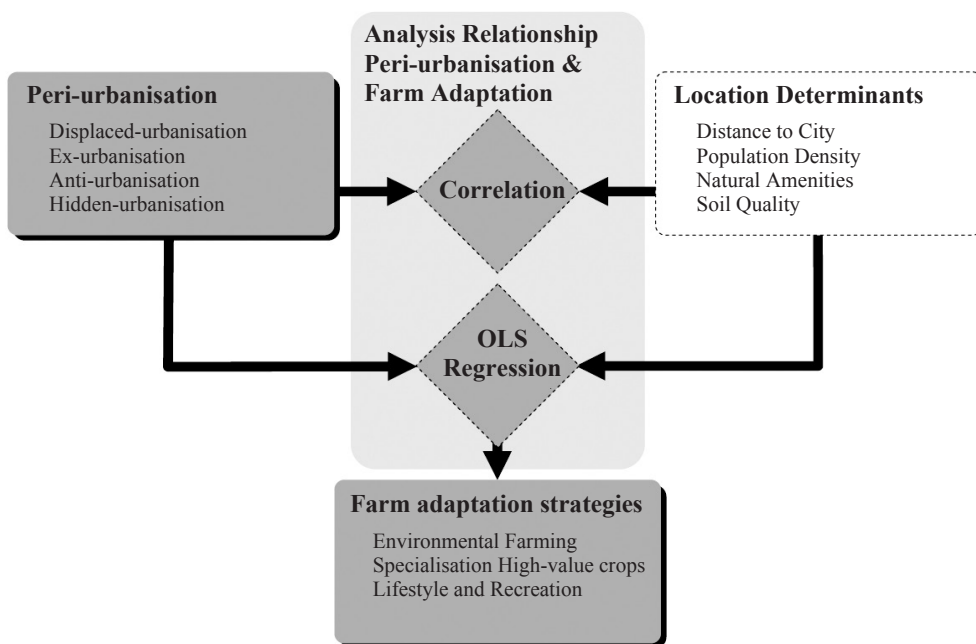 Analysis Relationship
Peri-urbanisation &
Farm Adaptation
Peri-urbanisation
Displaced-urbanisation
Ex-urbanisation
Anti-urbanisation
Hidden-urbanisation
Correlation
Location Determinants
Distance to City
Population Density
Natural Amenities
Soil Quality
OLS
Regression
Farm adaptation strategies
Environmental Farming
Specialisation High-value crops
Lifestyle and Recreation